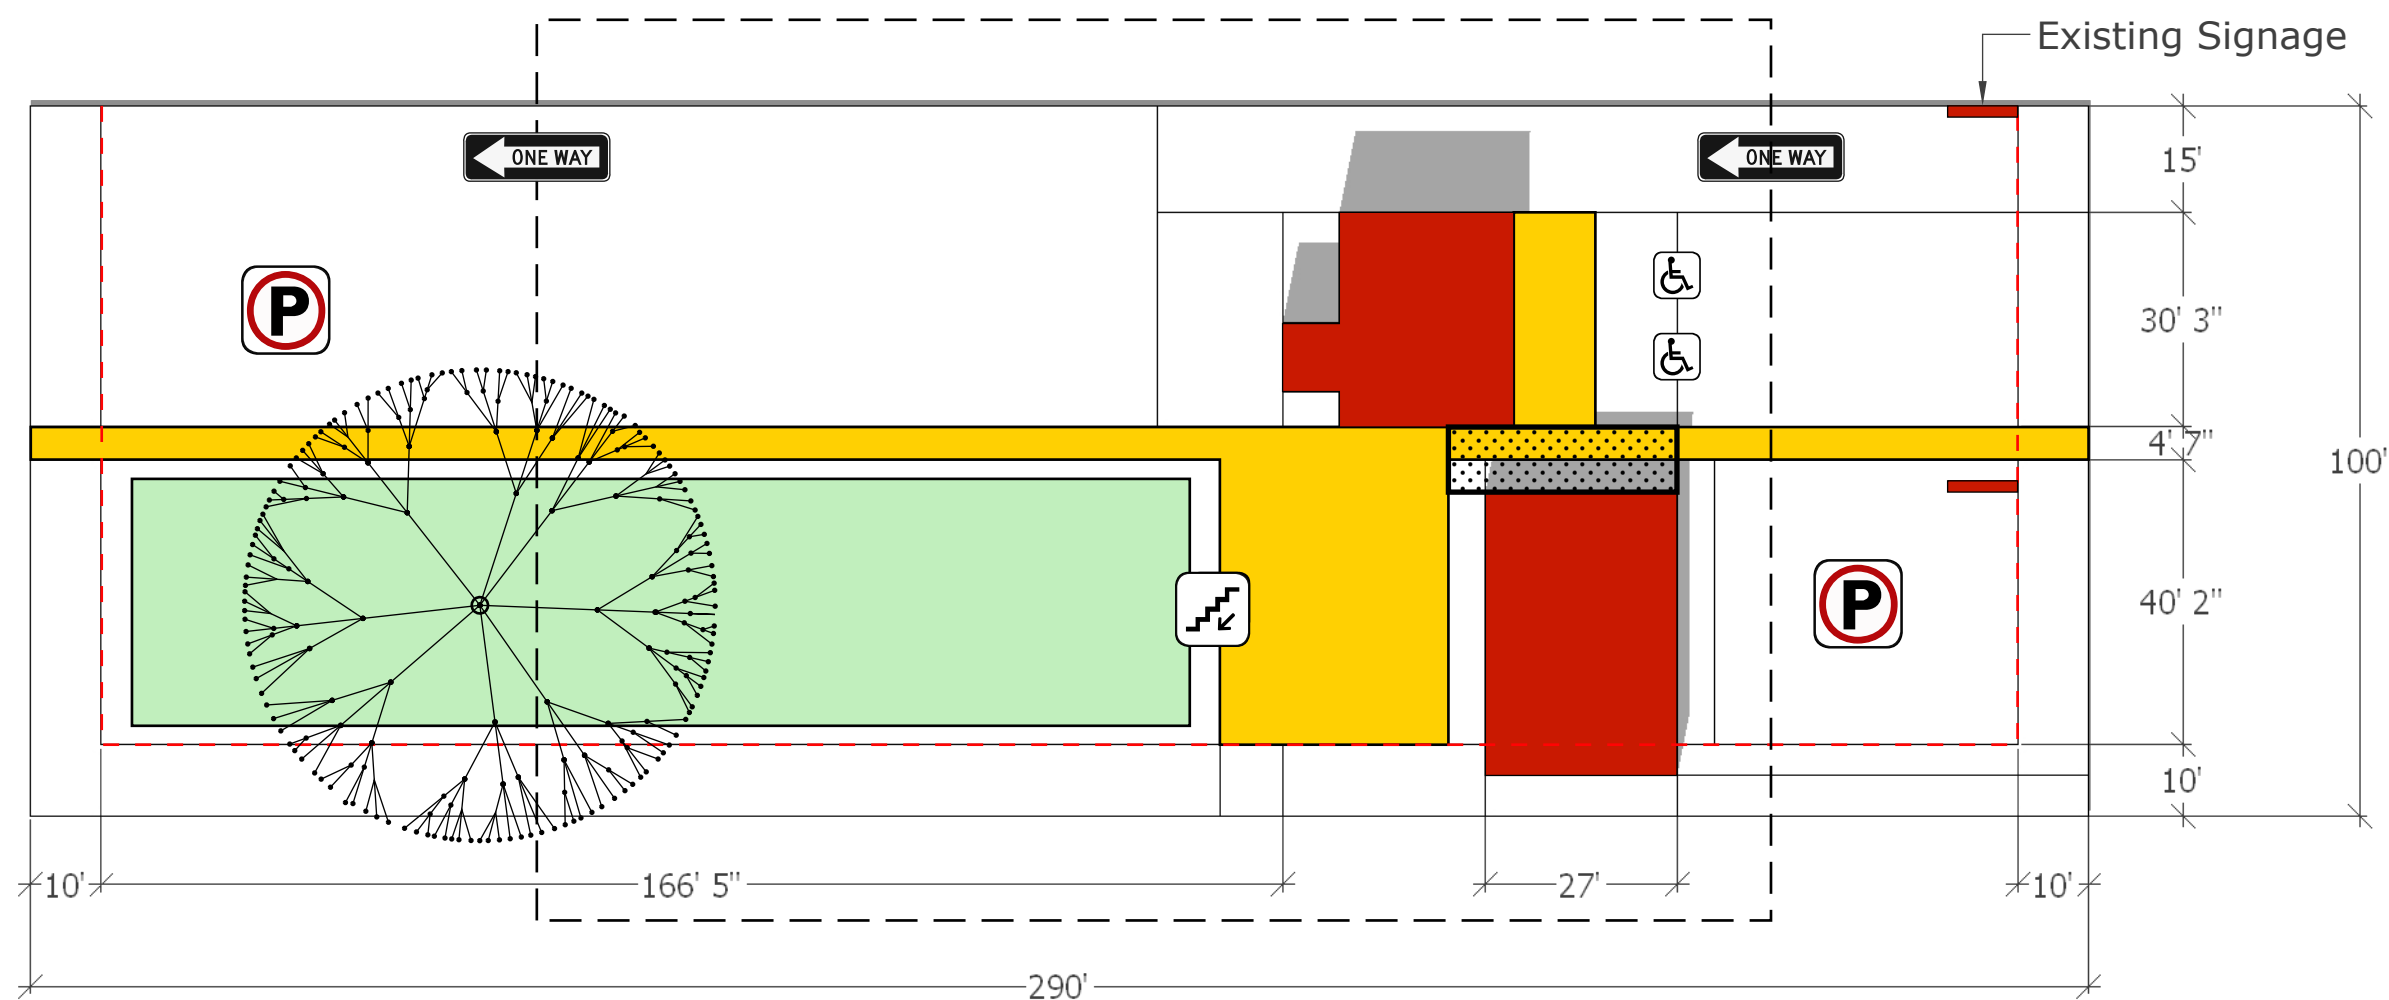 Existing Signage
ONE WAY
ONE WAY
15'
P
30' 3"
4' 7"
100'
P
40' 2"
10'
10'
166' 5"
27'
10'
290'